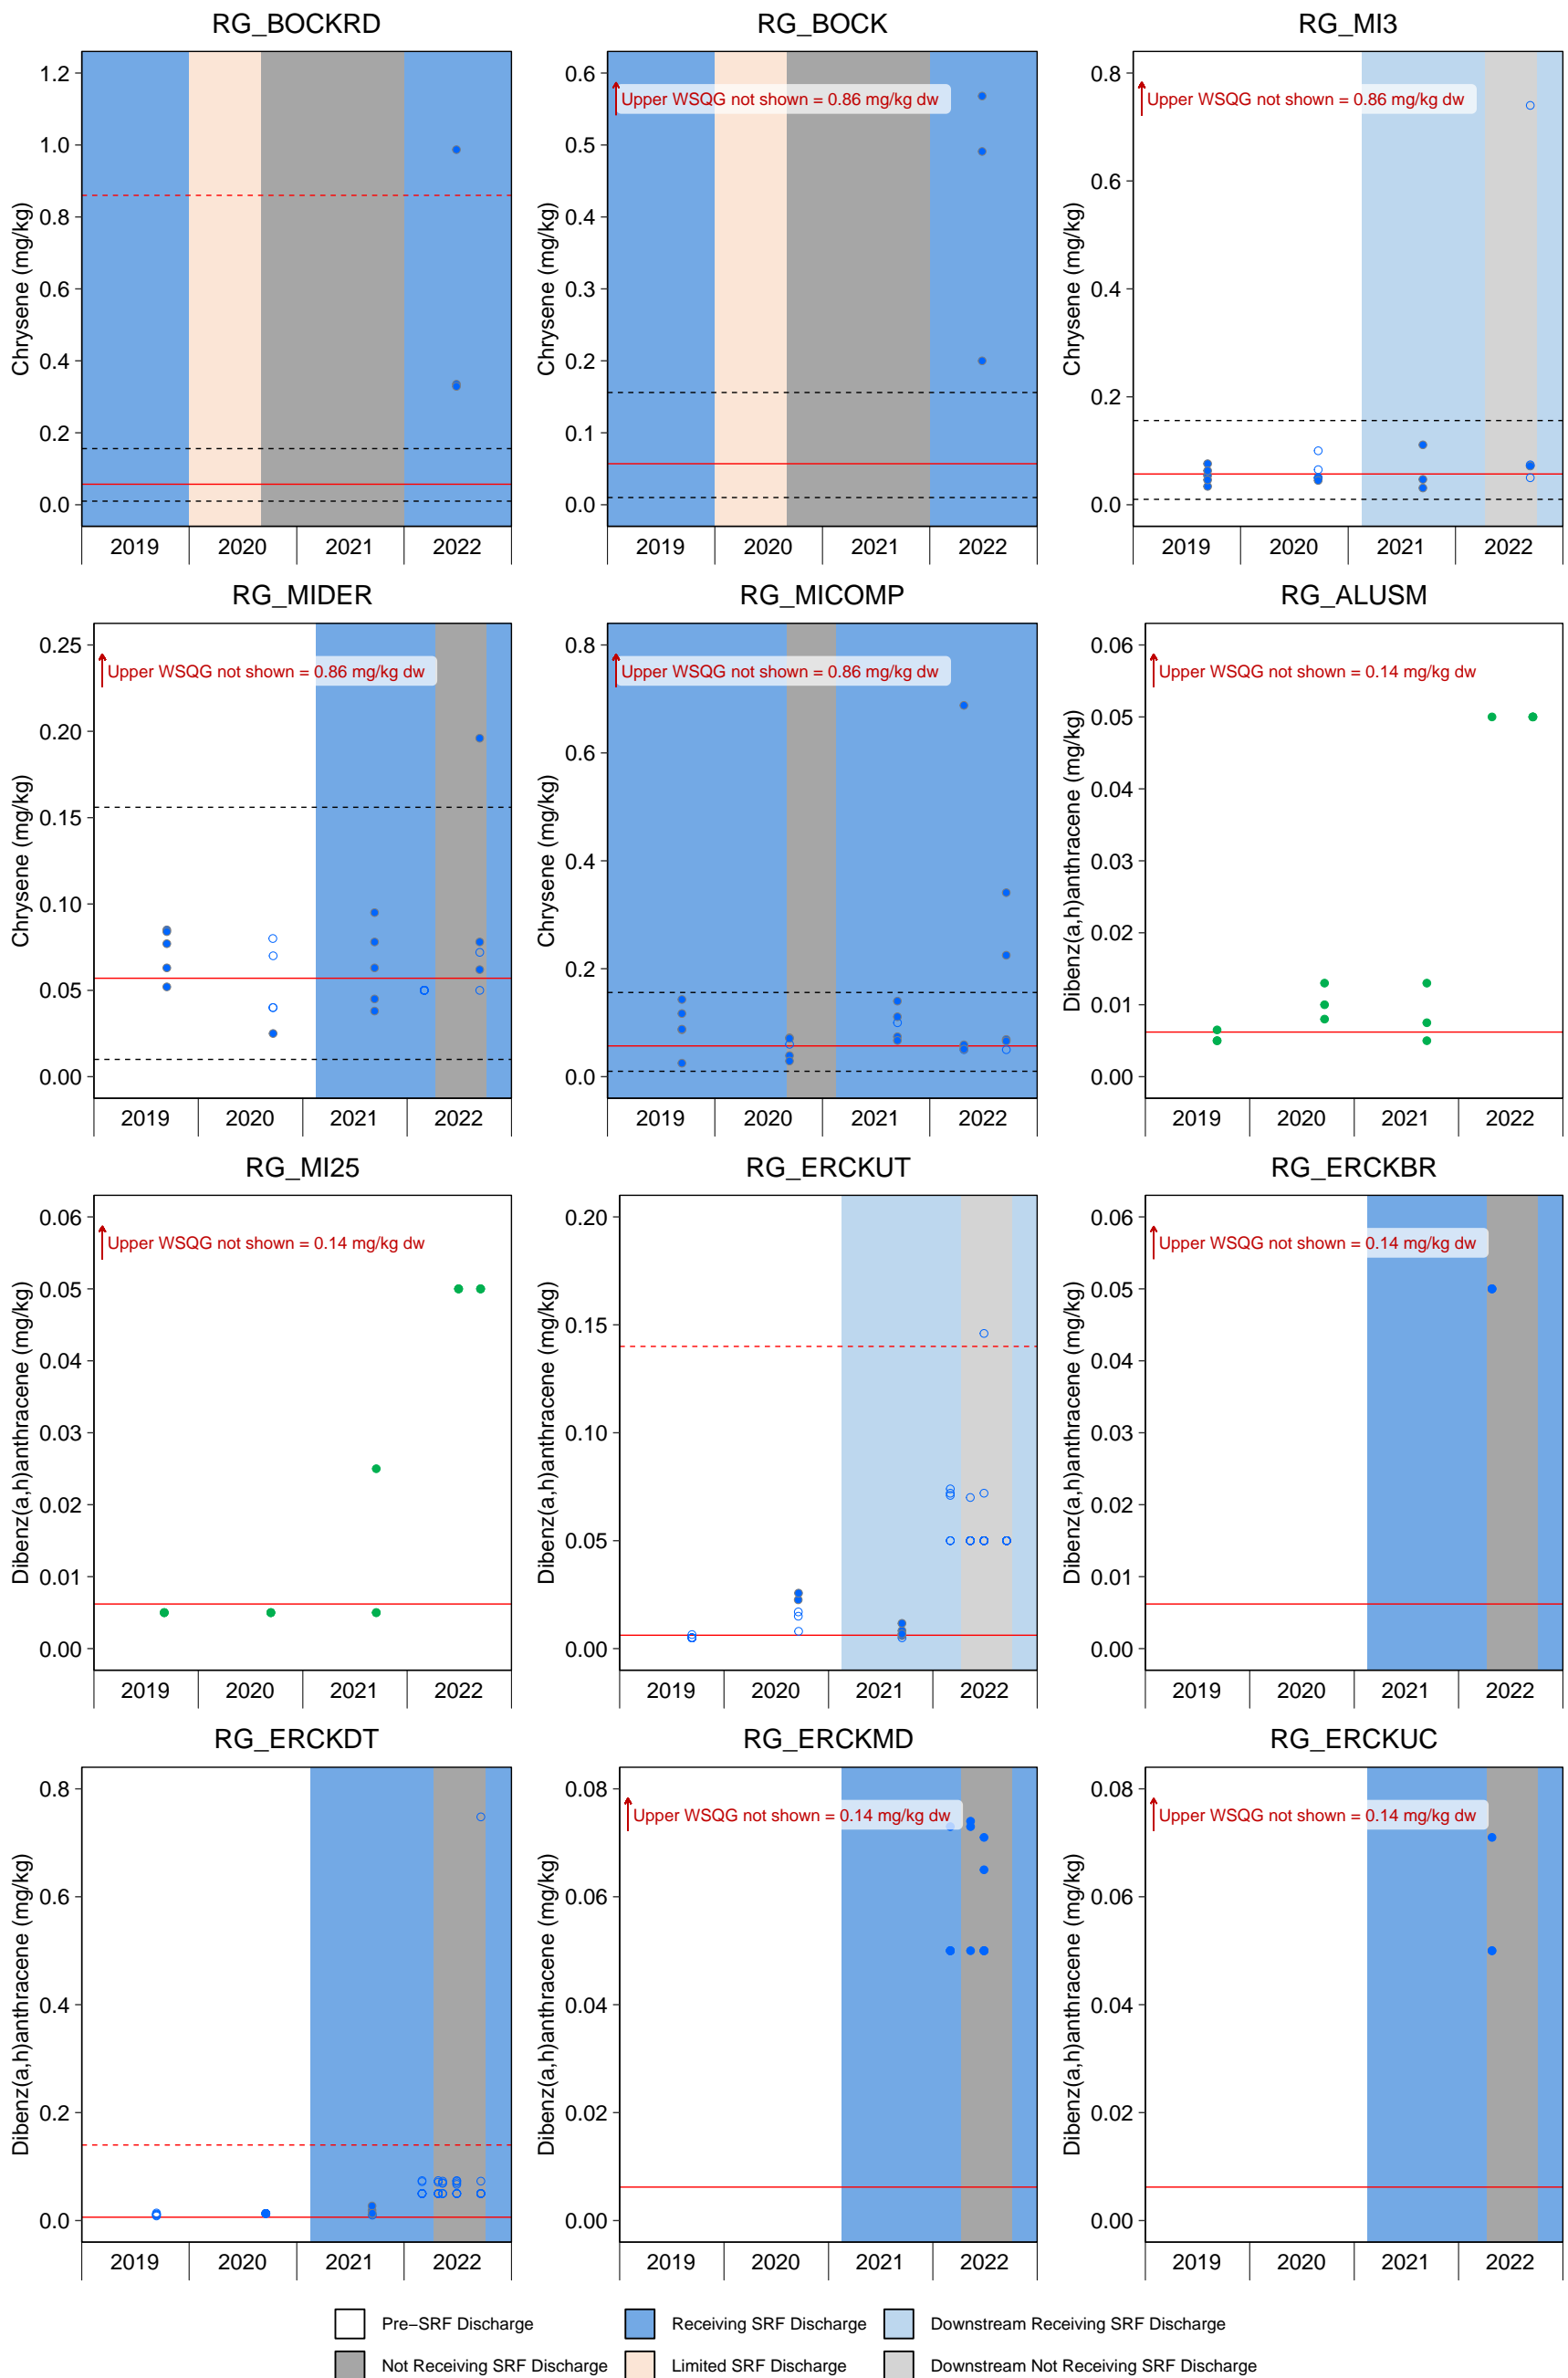 RG_BOCKRD
RG_BOCK
RG_MI3
Chrysene (mg/kg)
1.2
1.0
0.8
0.6
0.4
0.2
0.0
2019 2020 2021 2022
Chrysene (mg/kg)
0.6
0.5
0.4
0.3
0.2
0.1
0.0
Upper WSQG not shown = 0.86 mg/kg dw
2019 2020 2021 2022
Chrysene (mg/kg)
0.8
0.6
0.4
0.2
0.0
Upper WSQG not shown = 0.86 mg/kg dw
2019 2020 2021 2022
RG_MIDER
RG_MICOMP
RG_ALUSM
Chrysene (mg/kg)
0.25
0.20
0.15
0.10
0.05
0.00
Upper WSQG not shown = 0.86 mg/kg dw
2019 2020 2021 2022
Chrysene (mg/kg)
0.8
0.6
0.4
0.2
0.0
Upper WSQG not shown = 0.86 mg/kg dw
2019 2020 2021 2022
Dibenz(a,h)anthracene (mg/kg)
0.06
0.05
0.04
0.03
0.02
0.01
0.00
Upper WSQG not shown = 0.14 mg/kg dw
2019 2020 2021 2022
RG_MI25
RG_ERCKUT
RG_ERCKBR
Dibenz(a,h)anthracene (mg/kg)
0.06
0.05
0.04
0.03
0.02
0.01
0.00
Upper WSQG not shown = 0.14 mg/kg dw
2019 2020 2021 2022
Dibenz(a,h)anthracene (mg/kg)
0.20
0.15
0.10
0.05
0.00
2019 2020 2021 2022
Dibenz(a,h)anthracene (mg/kg)
0.06
0.05
0.04
0.03
0.02
0.01
0.00
Upper WSQG not shown = 0.14 mg/kg dw
2019 2020 2021 2022
RG_ERCKDT
RG_ERCKMD
RG_ERCKUC
Dibenz(a,h)anthracene (mg/kg)
0.8
0.6
0.4
0.2
0.0
2019 2020 2021 2022
Dibenz(a,h)anthracene (mg/kg)
0.08
0.06
0.04
0.02
0.00
Upper WSQG not shown = 0.14 mg/kg dw
2019 2020 2021 2022
Dibenz(a,h)anthracene (mg/kg)
0.08
0.06
0.04
0.02
0.00
Upper WSQG not shown = 0.14 mg/kg dw
2019 2020 2021 2022
Pre−SRF Discharge
Receiving SRF Discharge
Downstream Receiving SRF Discharge
Not Receiving SRF Discharge
Limited SRF Discharge
Downstream Not Receiving SRF Discharge